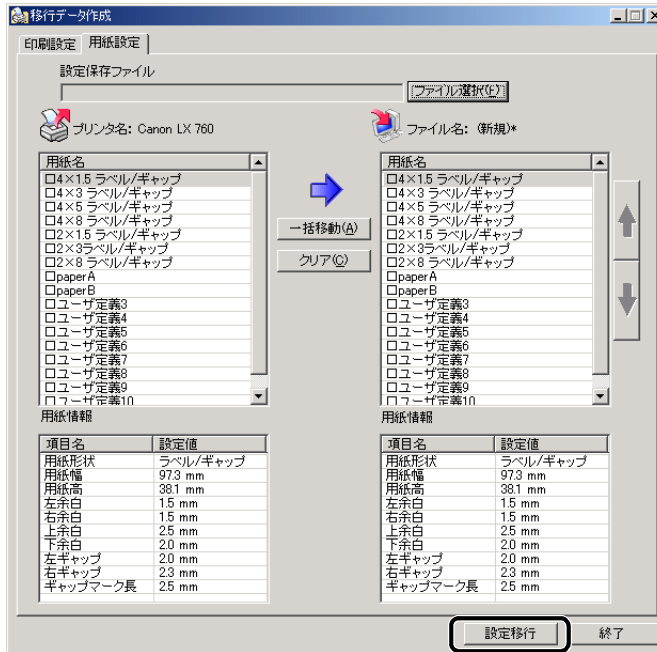 移行データ作成
印刷設定 用紙設定
設定保存ファイル
ファイル選択(F)
プリンタ名: Canon LX 760
ファイル名: (新規)*
用紙名
□4×1.5 ラベル/ギャップ
□4×3 ラベル/ギャップ
□4×5 ラベル/ギャップ
□4×8 ラベル/ギャップ
□2×1.5ラベル/ギャップ
□2×3ラベル/ギャップ
□2×8 ラベル/ギャップ
□paperA
□paperB
□ユーザ定義3
□ユーザ定義4
□ユーザ定義5
□ユーザ定義6
□ユーザ定義7
□ユーザ定義8
□ユーザ定義9
□ユーザ定義10
一括移動(A)
クリア(C)
用紙名
□4×1.5 ラベル/ギャップ
□4×3 ラベル/ギャップ
□4×5 ラベル/ギャップ
□4×8 ラベル/ギャップ
□2×1.5ラベル/ギャップ
□2×3ラベル/ギャップ
□2×8 ラベル/ギャップ
□paperA
□paperB
□ユーザ定義3
□ユーザ定義4
□ユーザ定義5
□ユーザ定義6
□ユーザ定義7
□ユーザ定義8
□ユーザ定義9
□ユーザ定義10
用紙情報
項目名 設定値
用紙形状 ラベル/ギャップ
用紙幅 97.3 mm
用紙高 38.1 mm
左余白 1.5 mm
右余白 1.5 mm
上余白 2.5 mm
下余白 2.0 mm
左ギャップ 2.0 mm
右ギャップ 2.3 mm
ギャップマーク長 2.5 mm
用紙情報
項目名 設定値
用紙形状 ラベル/ギャップ
用紙幅 97.3 mm
用紙高 38.1 mm
左余白 1.5 mm
右余白 1.5 mm
上余白 2.5 mm
下余白 2.0 mm
左ギャップ 2.0 mm
右ギャップ 2.3 mm
ギャップマーク長 2.5 mm
設定移行 終了